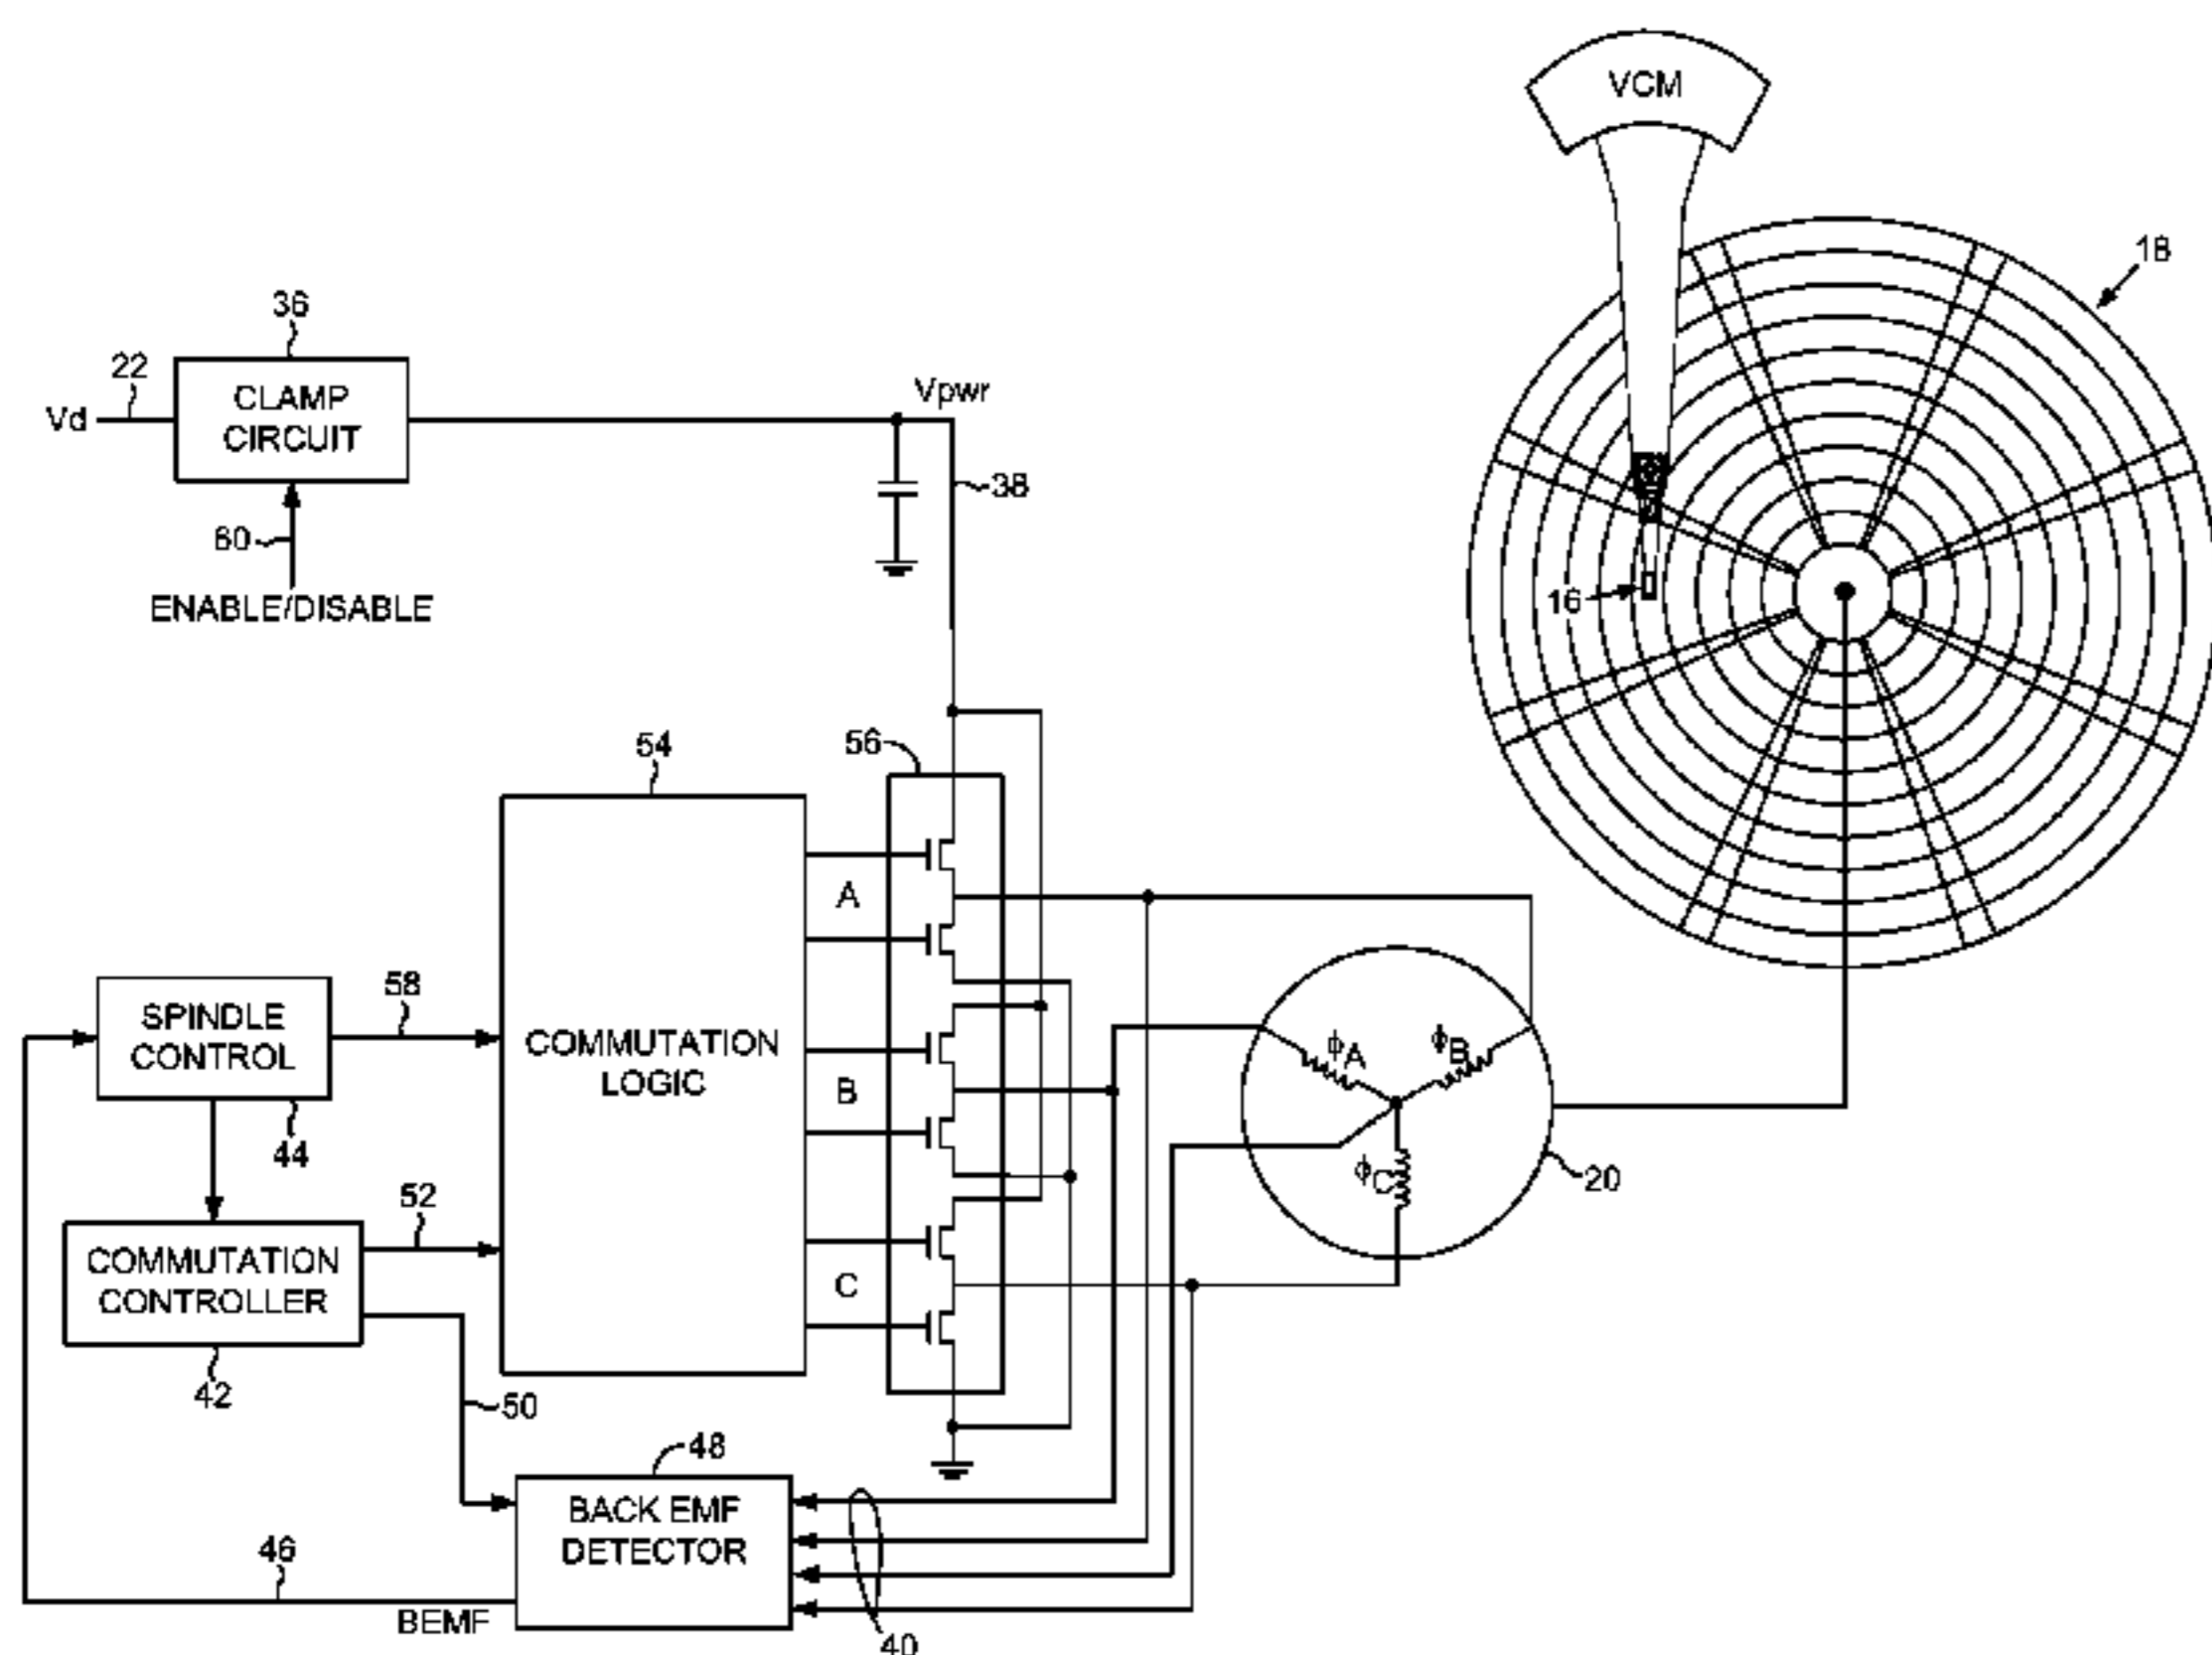 VCM
18
36
22
Vd
CLAMP
CIRCUIT
Vpwr
38
60
ENABLE/DISABLE
16
54
56
A
58
SPINDLE
CONTROL
COMMUTATION
LOGIC
B
ϕA
ϕB
44
ϕC
20
52
COMMUTATION
CONTROLLER
C
42
50
48
BACK EMF
DETECTOR
46
BEMF
40